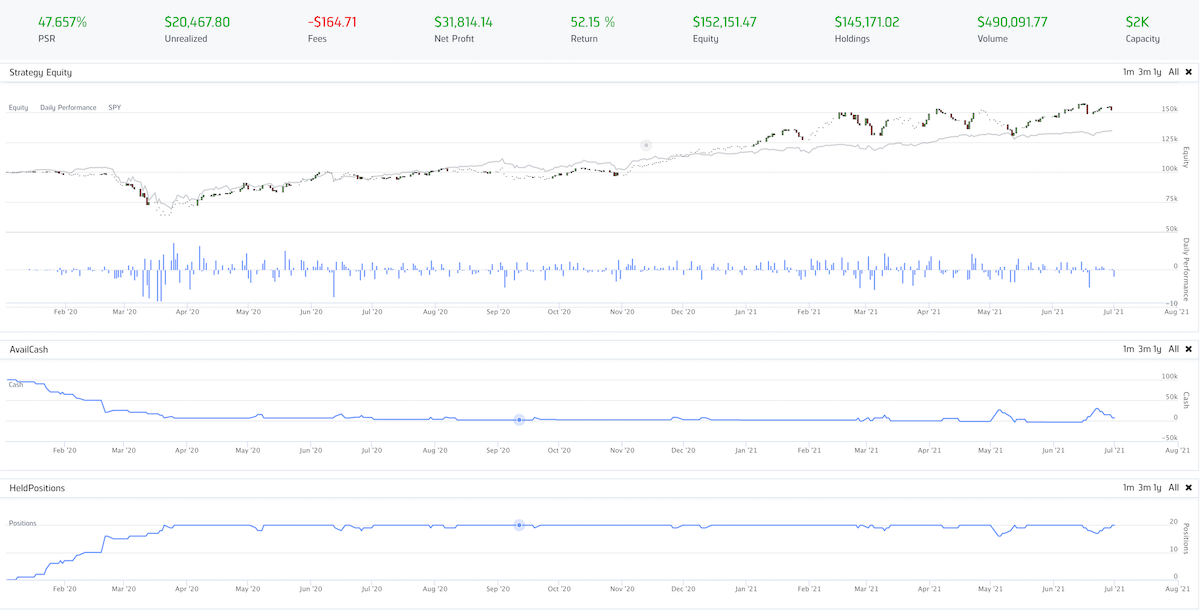 47.657% $20,467.80 -$164.71 $31,814.14 52.15 % $152,151.47 $145,171.02 $490,091.77 $2K
PSR Unrealized Fees Net Profit Return Equity Holdings Volume Capacity
Strategy Equity 1m 3m 1y All ✖
Equity Daily Performance SPY
150k
125k
100k
75k
50k
Equity
0
-10
Daily Performance
Feb '20 Mar '20 Apr '20 May '20 Jun '20 Jul '20 Aug '20 Sep '20 Oct '20 Nov '20 Dec '20 Jan '21 Feb '21 Mar '21 Apr '21 May '21 Jun '21 Jul '21 Aug '21
AvailCash 1m 3m 1y All ✖
Cash
100k
50k
0
-50k
Cash
Feb '20 Mar '20 Apr '20 May '20 Jun '20 Jul '20 Aug '20 Sep '20 Oct '20 Nov '20 Dec '20 Jan '21 Feb '21 Mar '21 Apr '21 May '21 Jun '21 Jul '21 Aug '21
HeldPositions 1m 3m 1y All ✖
Positions
20
10
0
Positions
Feb '20 Mar '20 Apr '20 May '20 Jun '20 Jul '20 Aug '20 Sep '20 Oct '20 Nov '20 Dec '20 Jan '21 Feb '21 Mar '21 Apr '21 May '21 Jun '21 Jul '21 Aug '21